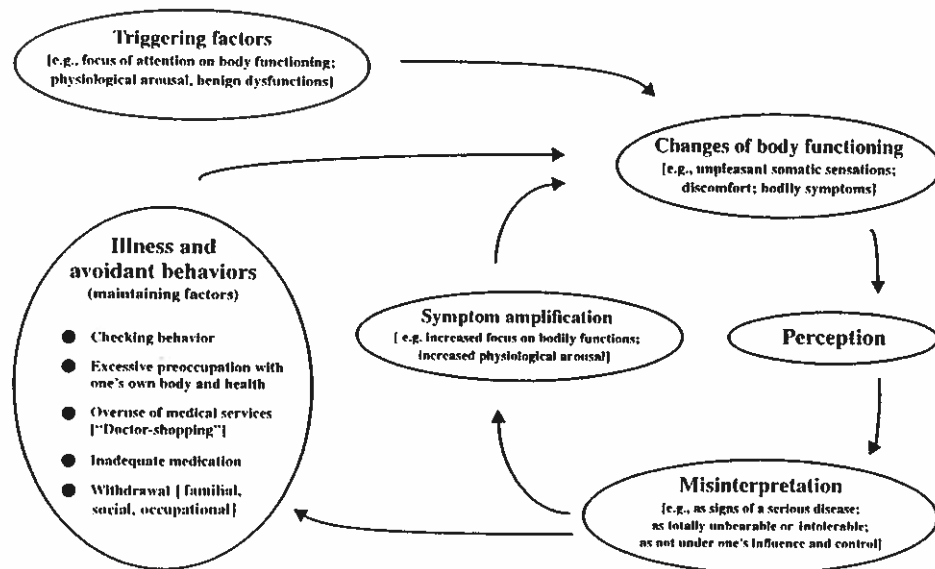 Triggering factors
[e.g., focus of attention on body functioning;
physiological arousal, benign dysfunctions]
Changes of body functioning
[e.g., unpleasant somatic sensations;
discomfort; bodily symptoms]
Illness and
avoidant behaviors
(maintaining factors)
● Checking behavior
● Excessive preoccupation with
one's own body and health
● Overuse of medical services
["Doctor-shopping"]
● Inadequate medication
● Withdrawal [ familial,
social, occupational]
Symptom amplification
[ e.g. increased focus on bodily functions;
increased physiological arousal]
Perception
Misinterpretation
[e.g., as signs of a serious disease;
as totally unbearable or intolerable;
as not under one's influence and control]